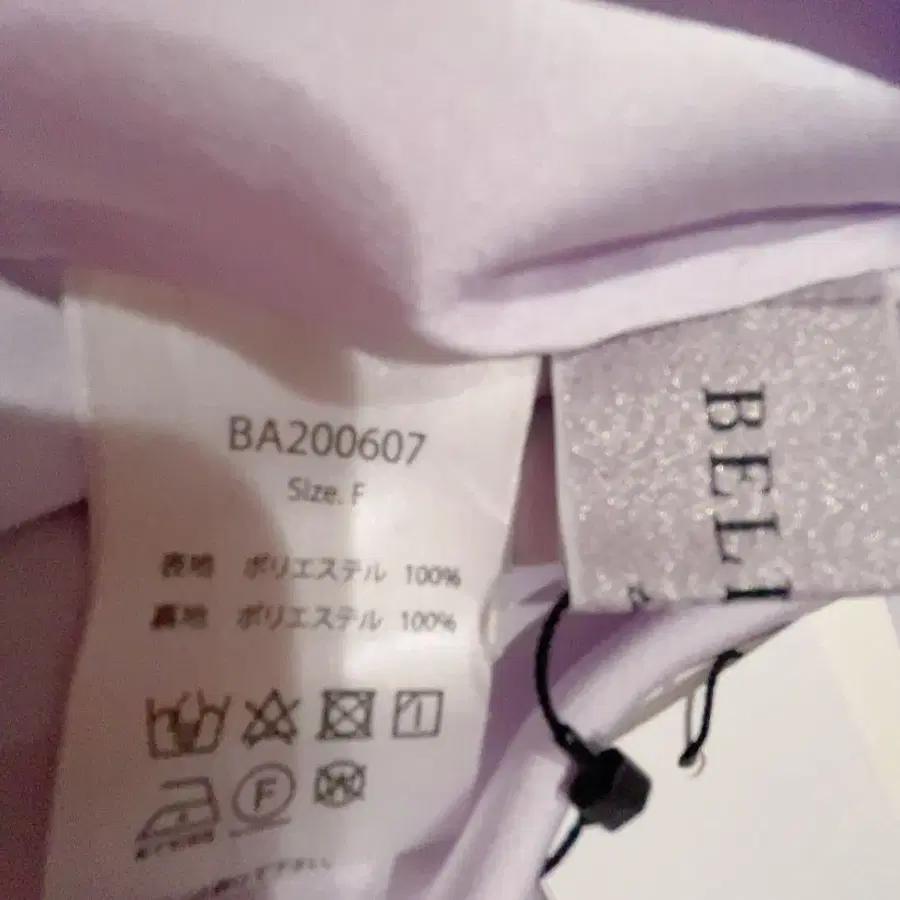 BA200607
Size. F
表地 ポリエステル 100%
裏地 ポリエステル 100%
F
W
BELI